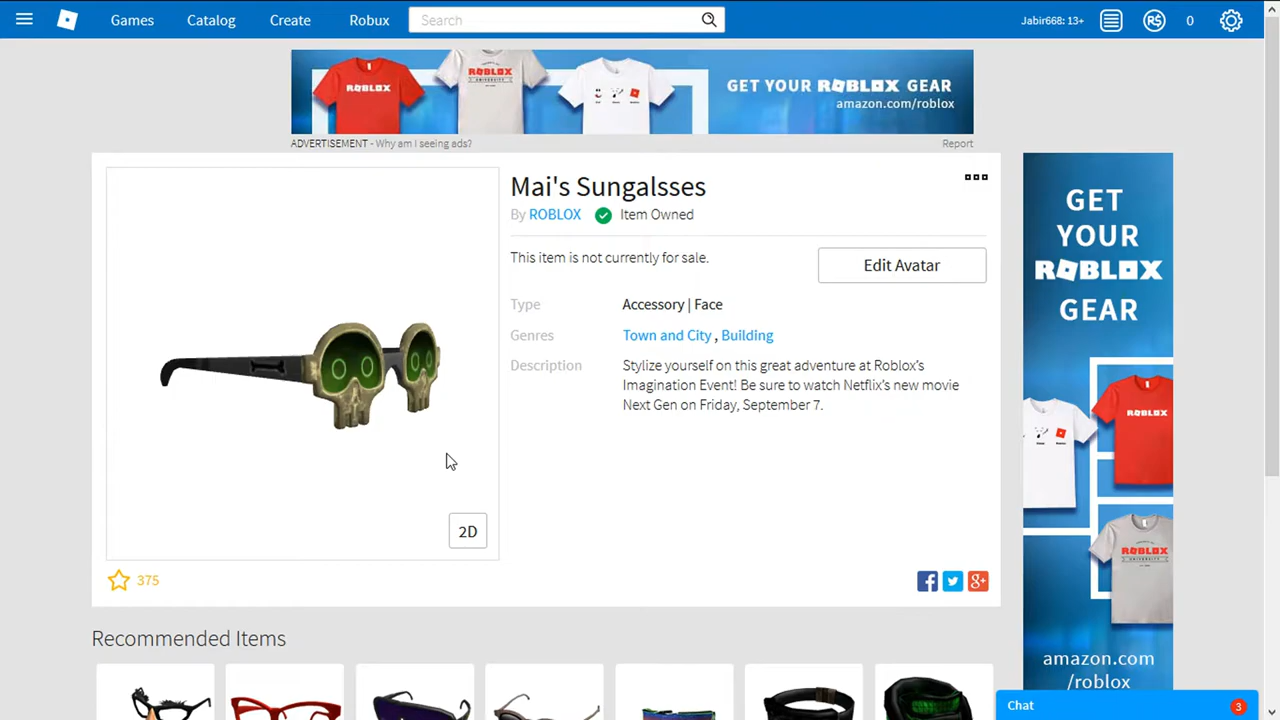 Games Catalog Create Robux Search Jabir668: 13+ R$ 0
ROBLOX ROBLOX UNIVERSITY GET YOUR ROBLOX GEAR
amazon.com/roblox
ADVERTISEMENT - Why am I seeing ads? Report
Mai's Sungalsses
By ROBLOX Item Owned
This item is not currently for sale. Edit Avatar
Type Accessory | Face
Genres Town and City , Building
Description Stylize yourself on this great adventure at Roblox's
Imagination Event! Be sure to watch Netflix's new movie
Next Gen on Friday, September 7.
2D
375
Recommended Items
GET
YOUR
ROBLOX
GEAR
ROBLOX
ROBLOX
UNIVERSITY
amazon.com
/roblox
Chat 3